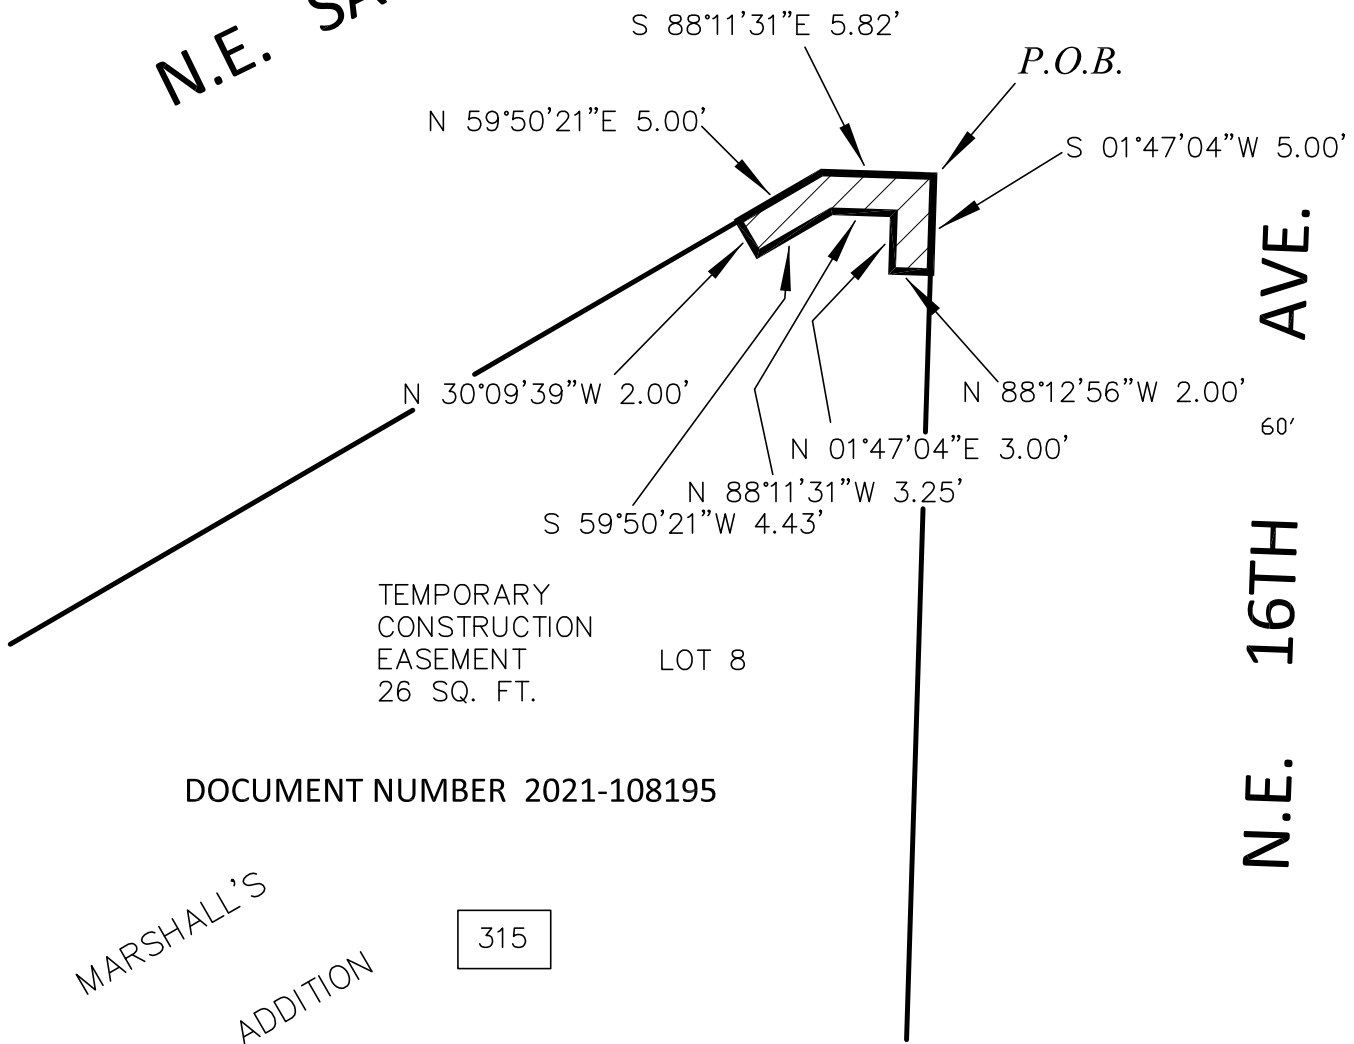 N.E.
S 88°11'31"E 5.82'
P.O.B.
N 59°50'21"E 5.00'
S 01°47'04"W 5.00'
N 30°09'39"W 2.00'
N 88°12'56"W 2.00'
60'
N 01°47'04"E 3.00'
N 88°11'31"W 3.25'
S 59°50'21"W 4.43'
N.E. 16TH AVE.
TEMPORARY
CONSTRUCTION
EASEMENT LOT 8
26 SQ. FT.
DOCUMENT NUMBER 2021-108195
MARSHALL'S
ADDITION
315